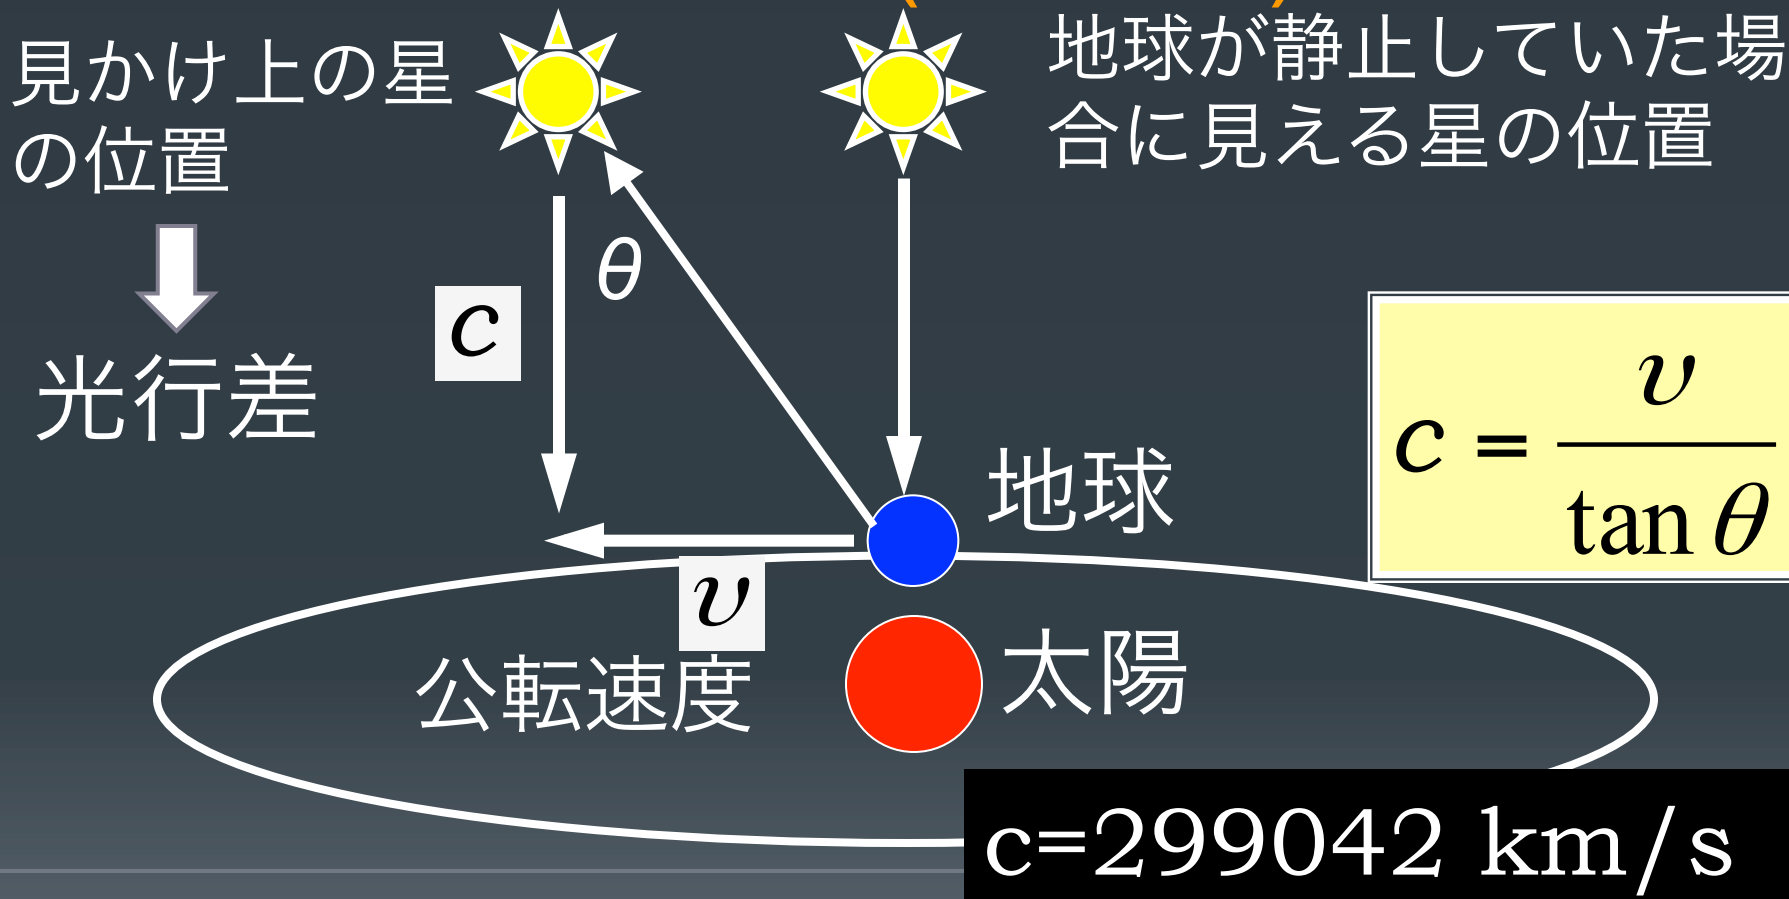 見かけ上の星
の位置
地球が静止していた場
合に見える星の位置
光行差
θ
c
c = υ / tan θ
地球
υ
公転速度
太陽
c=299042 km/s